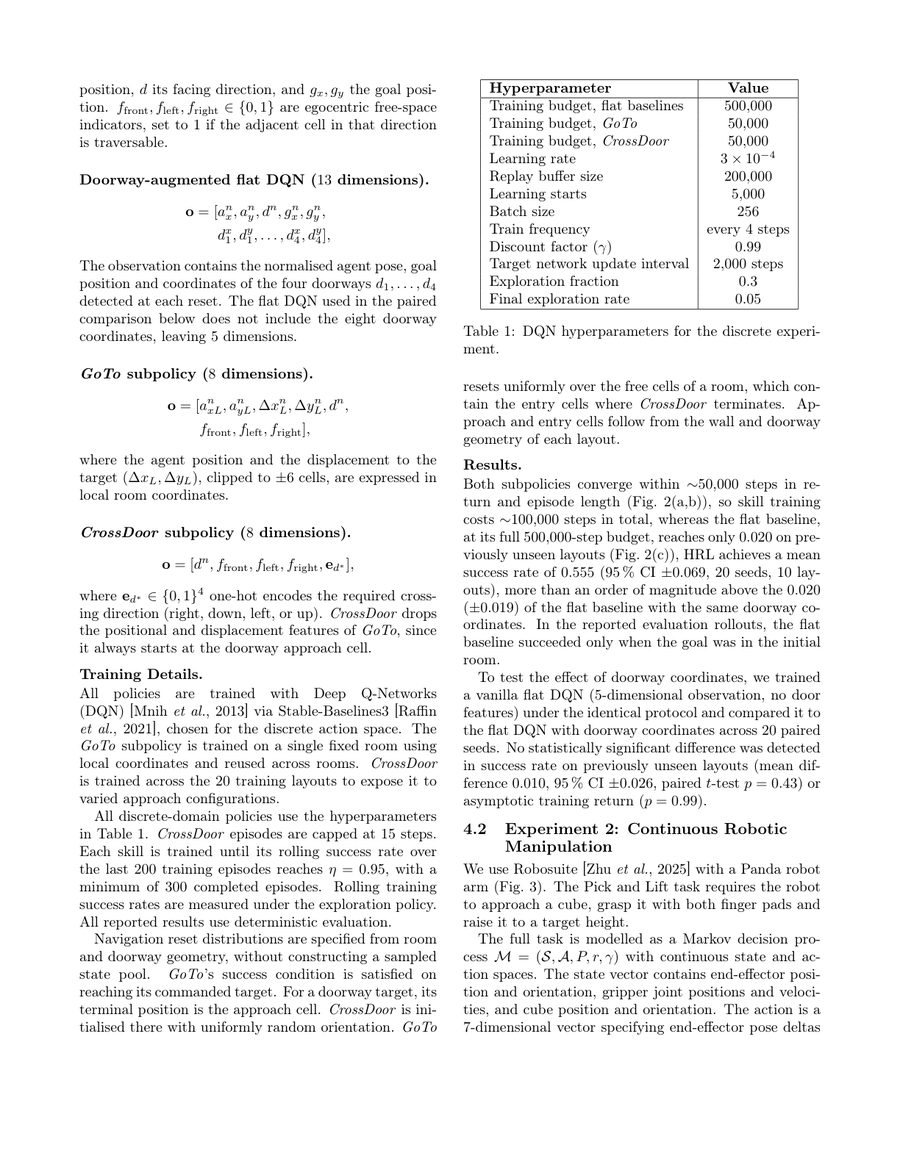 position, d its facing direction, and gx, gy the goal posi-
tion. ffront, fleft, fright ∈ {0, 1} are egocentric free-space
indicators, set to 1 if the adjacent cell in that direction
is traversable.
Doorway-augmented flat DQN (13 dimensions).
o = [a_x^n, a_y^n, d^n, g_x^n, g_y^n,
d_1^x, d_1^y, . . . , d_4^x, d_4^y],
The observation contains the normalised agent pose, goal
position and coordinates of the four doorways d1, . . . , d4
detected at each reset. The flat DQN used in the paired
comparison below does not include the eight doorway
coordinates, leaving 5 dimensions.
GoTo subpolicy (8 dimensions).
o = [a_{xL}^n, a_{yL}^n, Δx_L^n, Δy_L^n, d^n,
ffront, fleft, fright],
where the agent position and the displacement to the
target (ΔxL, ΔyL), clipped to ±6 cells, are expressed in
local room coordinates.
CrossDoor subpolicy (8 dimensions).
o = [d^n, ffront, fleft, fright, e_{d*}],
where e_{d*} ∈ {0, 1}^4 one-hot encodes the required cross-
ing direction (right, down, left, or up). CrossDoor drops
the positional and displacement features of GoTo, since
it always starts at the doorway approach cell.
Training Details.
All policies are trained with Deep Q-Networks
(DQN) [Mnih et al., 2013] via Stable-Baselines3 [Raffin
et al., 2021], chosen for the discrete action space. The
GoTo subpolicy is trained on a single fixed room using
local coordinates and reused across rooms. CrossDoor
is trained across the 20 training layouts to expose it to
varied approach configurations.
All discrete-domain policies use the hyperparameters
in Table 1. CrossDoor episodes are capped at 15 steps.
Each skill is trained until its rolling success rate over
the last 200 training episodes reaches η = 0.95, with a
minimum of 300 completed episodes. Rolling training
success rates are measured under the exploration policy.
All reported results use deterministic evaluation.
Navigation reset distributions are specified from room
and doorway geometry, without constructing a sampled
state pool. GoTo's success condition is satisfied on
reaching its commanded target. For a doorway target, its
terminal position is the approach cell. CrossDoor is ini-
tialised there with uniformly random orientation. GoTo
Hyperparameter Value
Training budget, flat baselines 500,000
Training budget, GoTo 50,000
Training budget, CrossDoor 50,000
Learning rate 3 × 10^−4
Replay buffer size 200,000
Learning starts 5,000
Batch size 256
Train frequency every 4 steps
Discount factor (γ) 0.99
Target network update interval 2,000 steps
Exploration fraction 0.3
Final exploration rate 0.05
Table 1: DQN hyperparameters for the discrete experi-
ment.
resets uniformly over the free cells of a room, which con-
tain the entry cells where CrossDoor terminates. Ap-
proach and entry cells follow from the wall and doorway
geometry of each layout.
Results.
Both subpolicies converge within ∼50,000 steps in re-
turn and episode length (Fig. 2(a,b)), so skill training
costs ∼100,000 steps in total, whereas the flat baseline,
at its full 500,000-step budget, reaches only 0.020 on pre-
viously unseen layouts (Fig. 2(c)), HRL achieves a mean
success rate of 0.555 (95 % CI ±0.069, 20 seeds, 10 lay-
outs), more than an order of magnitude above the 0.020
(±0.019) of the flat baseline with the same doorway co-
ordinates. In the reported evaluation rollouts, the flat
baseline succeeded only when the goal was in the initial
room.
To test the effect of doorway coordinates, we trained
a vanilla flat DQN (5-dimensional observation, no door
features) under the identical protocol and compared it to
the flat DQN with doorway coordinates across 20 paired
seeds. No statistically significant difference was detected
in success rate on previously unseen layouts (mean dif-
ference 0.010, 95 % CI ±0.026, paired t-test p = 0.43) or
asymptotic training return (p = 0.99).
4.2 Experiment 2: Continuous Robotic
Manipulation
We use Robosuite [Zhu et al., 2025] with a Panda robot
arm (Fig. 3). The Pick and Lift task requires the robot
to approach a cube, grasp it with both finger pads and
raise it to a target height.
The full task is modelled as a Markov decision pro-
cess M = (S, A, P, r, γ) with continuous state and ac-
tion spaces. The state vector contains end-effector posi-
tion and orientation, gripper joint positions and veloci-
ties, and cube position and orientation. The action is a
7-dimensional vector specifying end-effector pose deltas